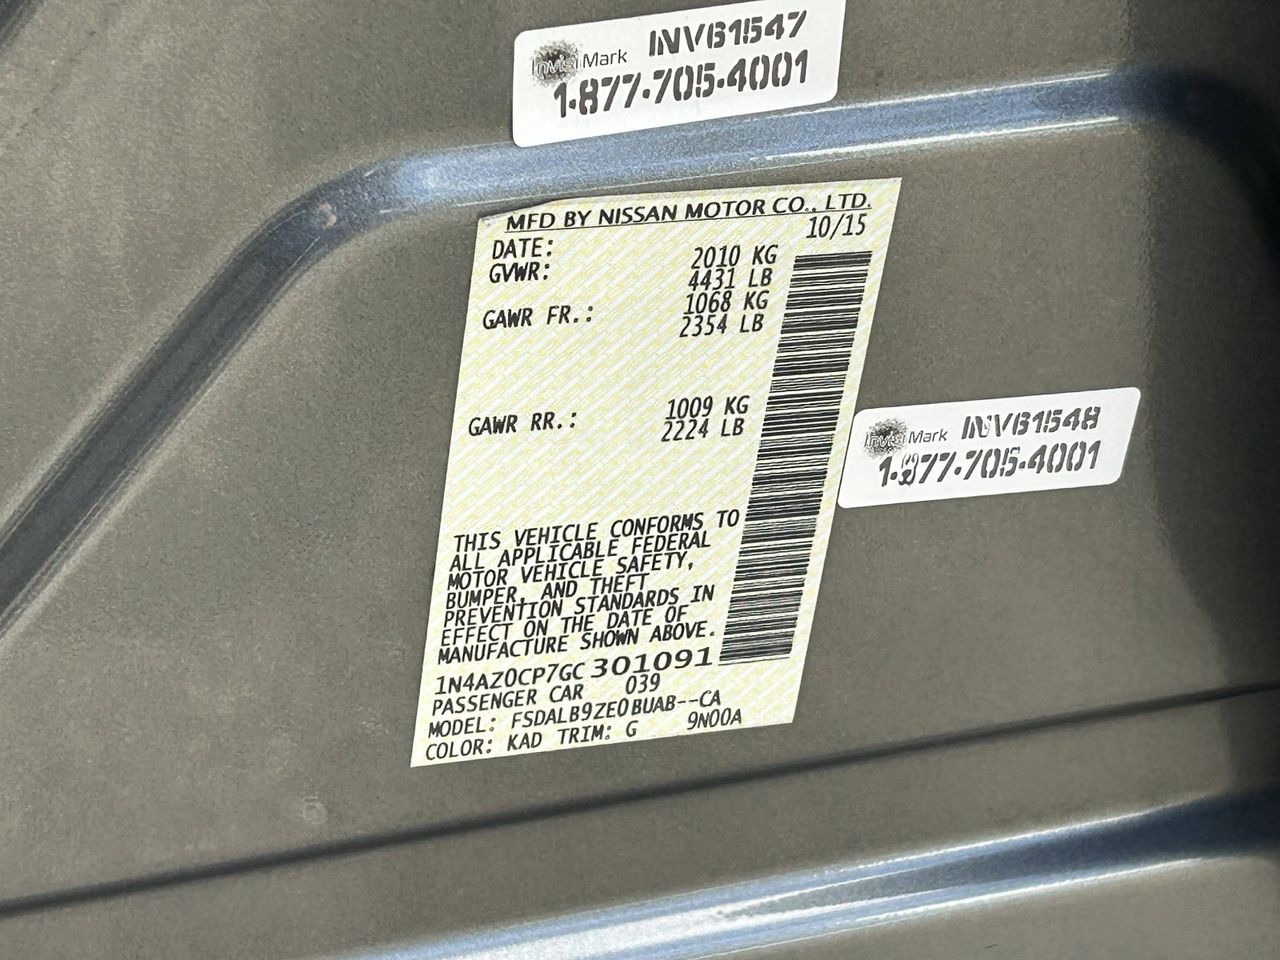 InvisiMark INV61547
1-877-705-4001
MFD BY NISSAN MOTOR CO., LTD.
DATE: 10/15
GVWR: 2010 KG
4431 LB
GAWR FR.: 1068 KG
2354 LB
GAWR RR.: 1009 KG
2224 LB
InvisiMark INV61548
1-877-705-4001
THIS VEHICLE CONFORMS TO
ALL APPLICABLE FEDERAL
MOTOR VEHICLE SAFETY,
BUMPER, AND THEFT
PREVENTION STANDARDS IN
EFFECT ON THE DATE OF
MANUFACTURE SHOWN ABOVE.
1N4AZ0CP7GC301091
PASSENGER CAR 039
MODEL: FSDALB9ZE0BUAB--CA
COLOR: KAD TRIM: G 9N00A